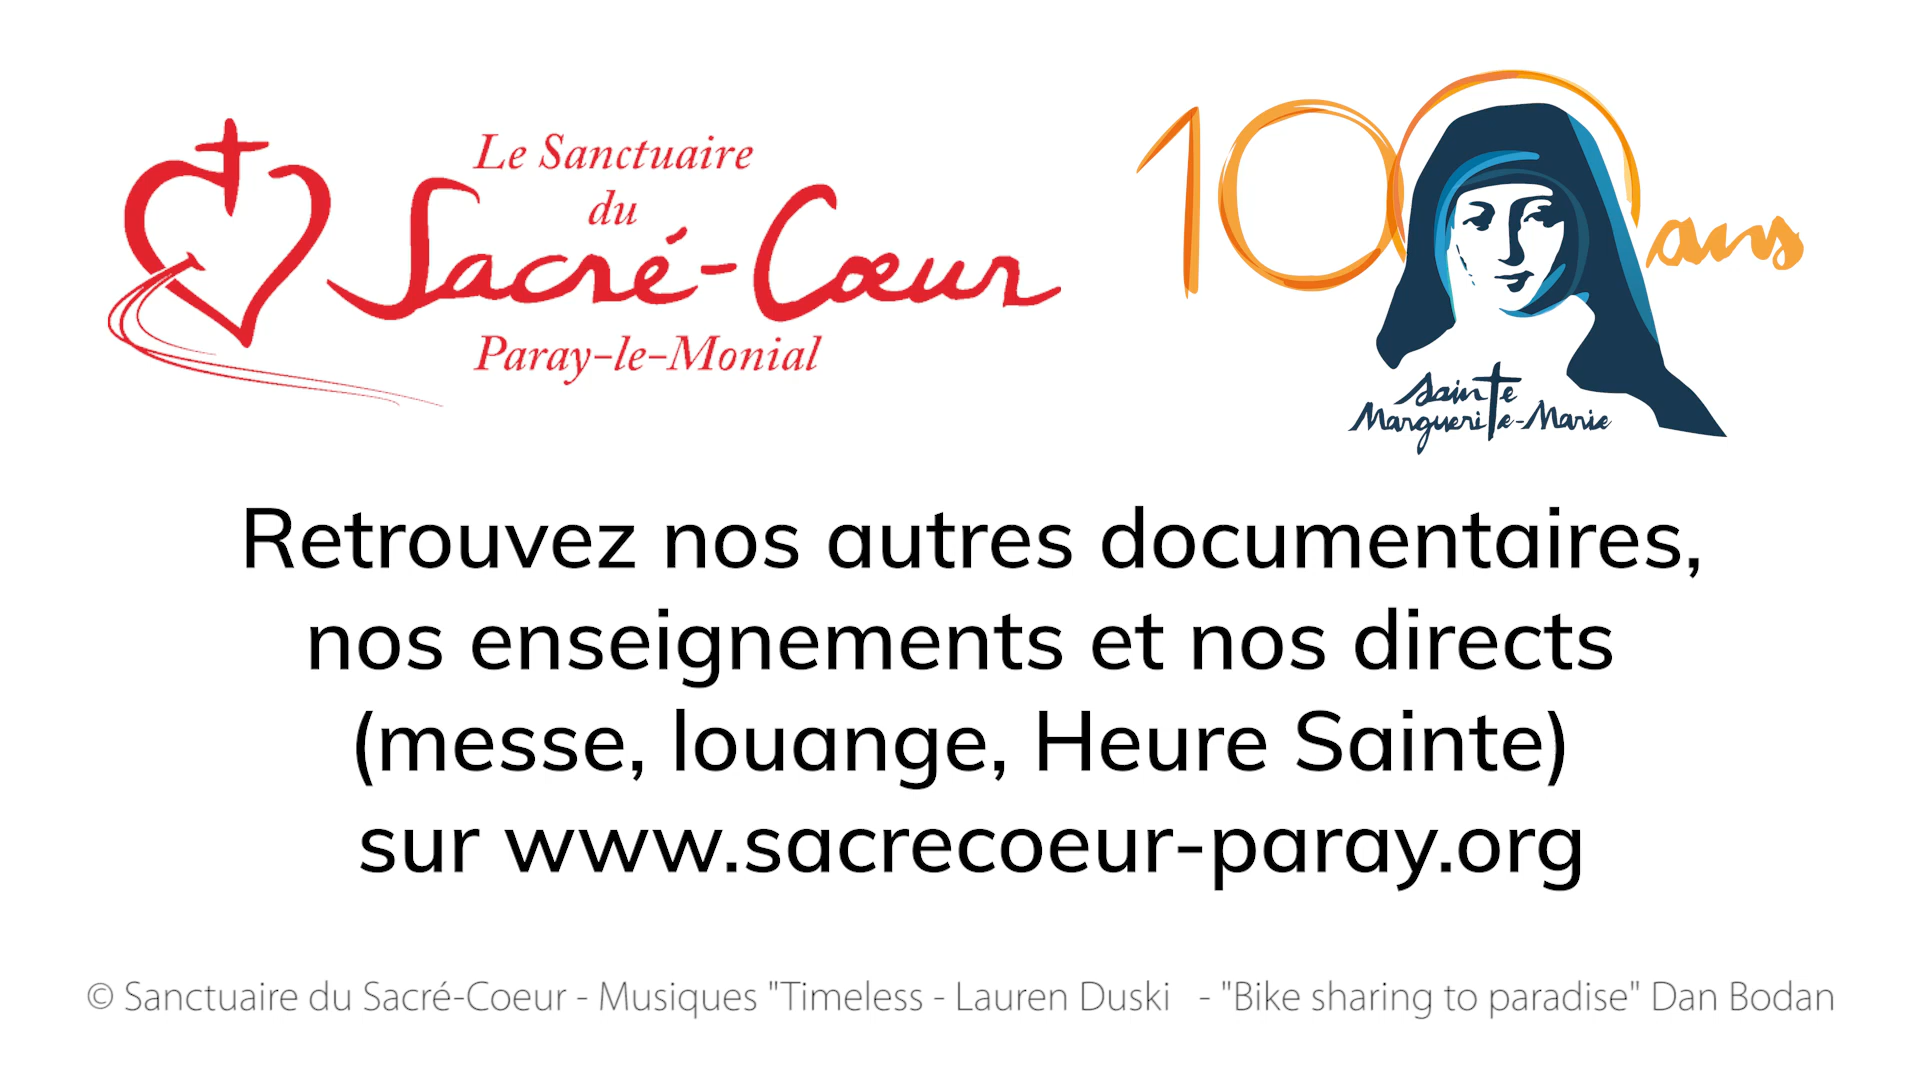 Le Sanctuaire
du
Sacré-Cœur
Paray-le-Monial
100 ans
Sainte
Marguerite-Marie
Retrouvez nos autres documentaires,
nos enseignements et nos directs
(messe, louange, Heure Sainte)
sur www.sacrecoeur-paray.org
© Sanctuaire du Sacré-Coeur - Musiques "Timeless - Lauren Duski - "Bike sharing to paradise" Dan Bodan